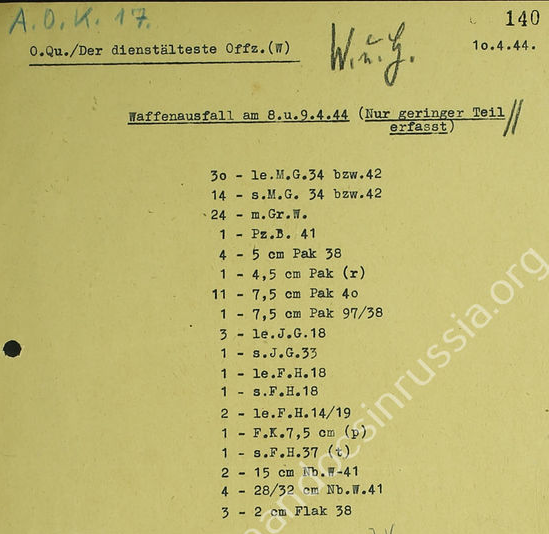 A.O.K. 17.
140
O.Qu./Der dienstälteste Offz.(W)
W.u.G.
1o.4.44.
Waffenausfall am 8.u.9.4.44 (Nur geringer Teil
erfasst)
3o - le.M.G.34 bzw.42
14 - s.M.G. 34 bzw.42
24 - m.Gr.W.
1 - Pz.B. 41
4 - 5 cm Pak 38
1 - 4,5 cm Pak (r)
11 - 7,5 cm Pak 4o
1 - 7,5 cm Pak 97/38
3 - le.J.G.18
1 - s.J.G.33
1 - le.F.H.18
1 - s.F.H.18
2 - le.F.H.14/19
1 - F.K.7,5 cm (p)
1 - s.F.H.37 (t)
2 - 15 cm Nb.W-41
4 - 28/32 cm Nb.W.41
3 - 2 cm Flak 38
mandocsinrussia.org